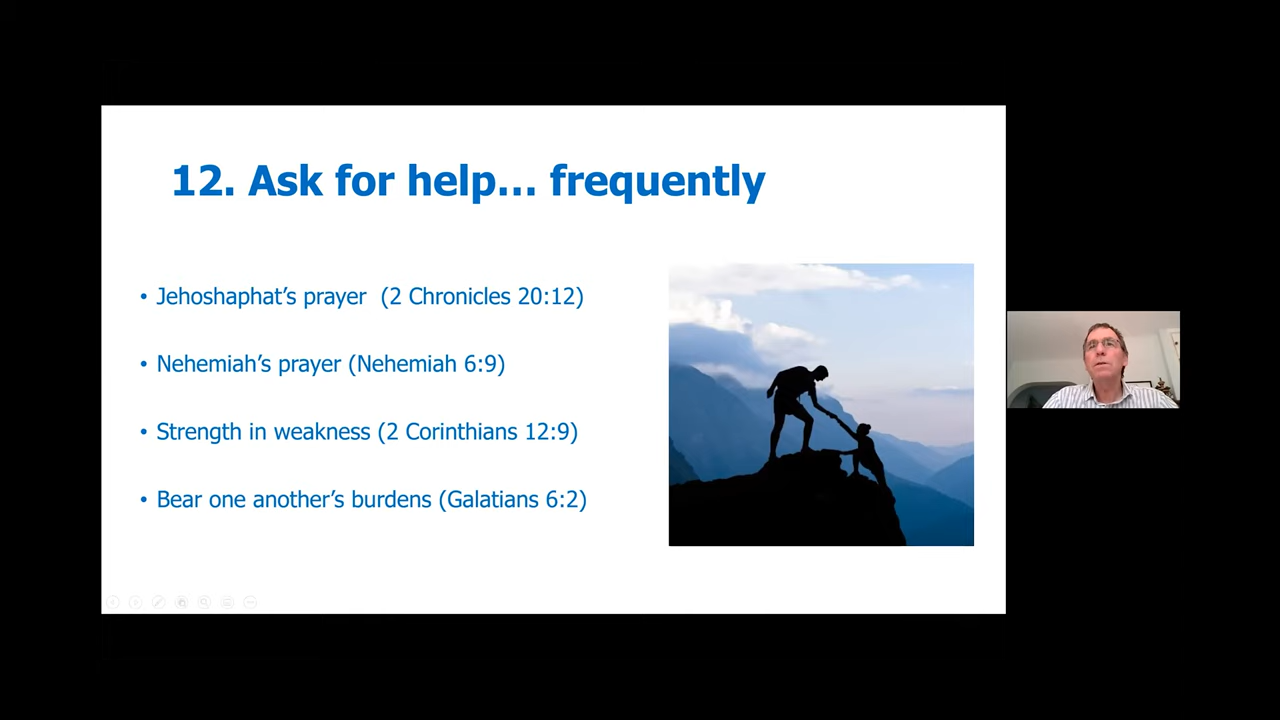 12. Ask for help… frequently
• Jehoshaphat’s prayer  (2 Chronicles 20:12)
• Nehemiah’s prayer (Nehemiah 6:9)
• Strength in weakness (2 Corinthians 12:9)
• Bear one another’s burdens (Galatians 6:2)